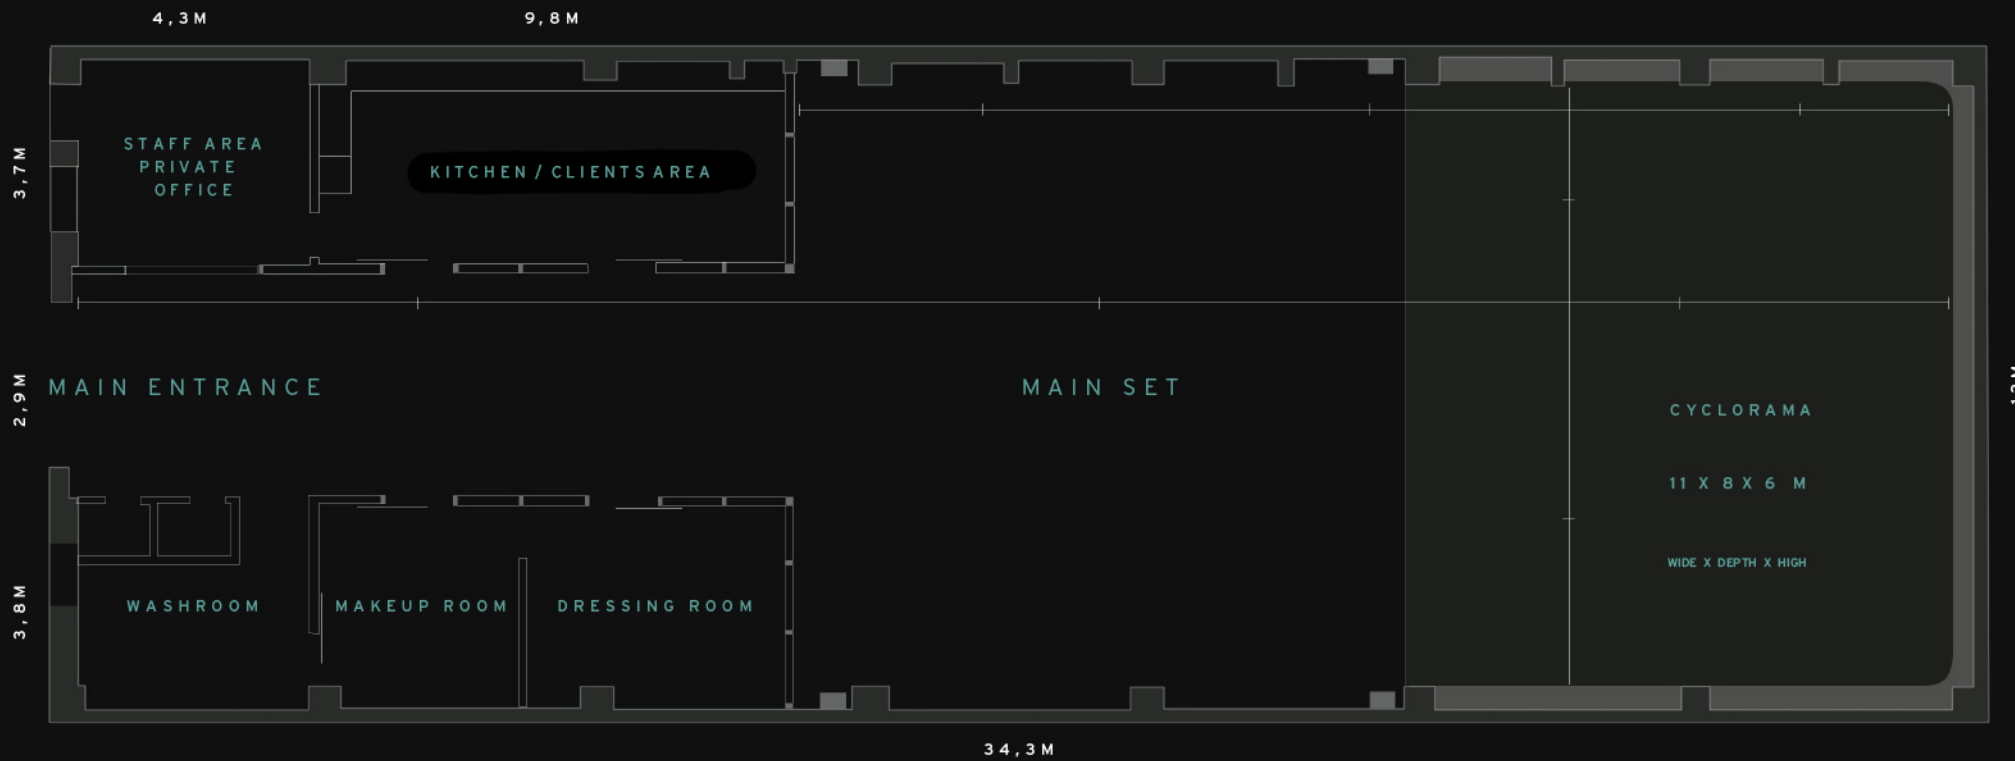 4,3M
9,8M
3,7M
STAFF AREA
PRIVATE
OFFICE
KITCHEN / CLIENTS AREA
2,9M
MAIN ENTRANCE
MAIN SET
CYCLORAMA
11 X 8 X 6 M
WIDE X DEPTH X HIGH
3,8M
WASHROOM
MAKEUP ROOM
DRESSING ROOM
34,3M